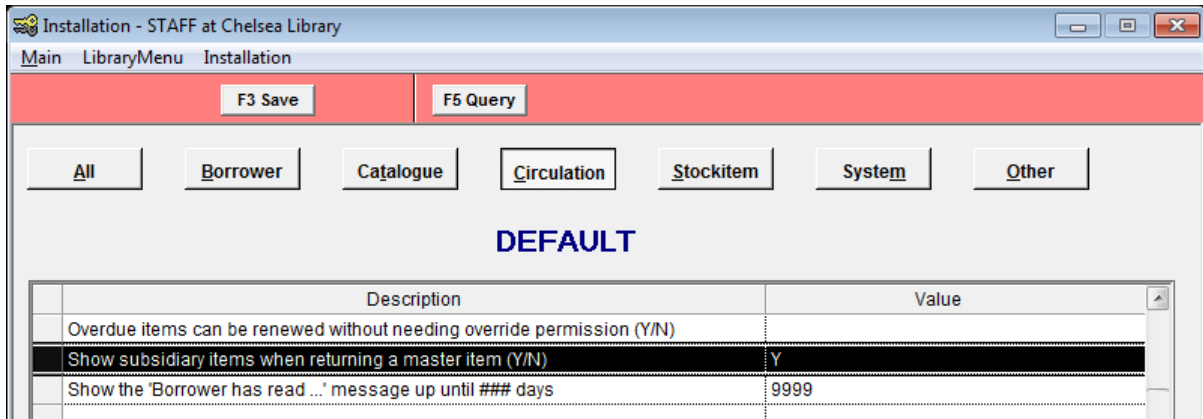 Installation - STAFF at Chelsea Library
Main LibraryMenu Installation
F3 Save F5 Query
All Borrower Catalogue Circulation Stockitem System Other
DEFAULT
Description Value
Overdue items can be renewed without needing override permission (Y/N)
Show subsidiary items when returning a master item (Y/N) Y
Show the 'Borrower has read ...' message up until ### days 9999